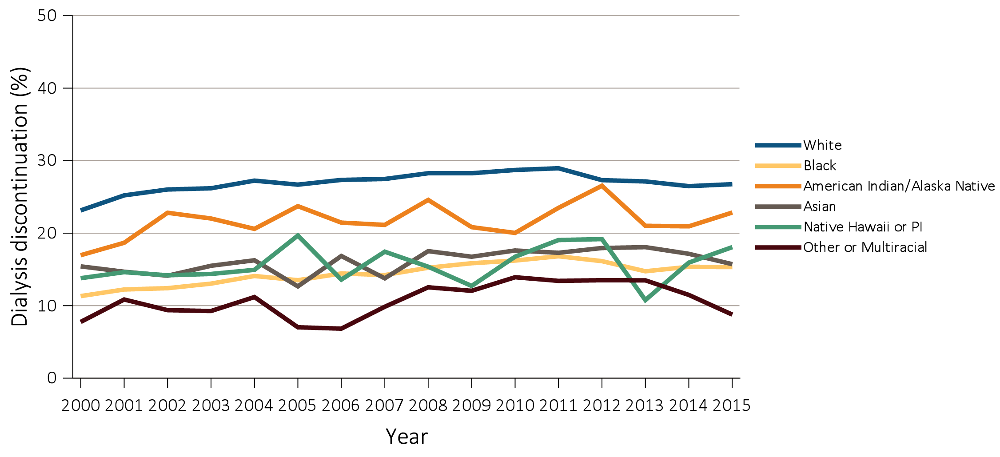 Dialysis discontinuation (%)
50
40
30
20
10
0
2000 2001 2002 2003 2004 2005 2006 2007 2008 2009 2010 2011 2012 2013 2014 2015
Year
White
Black
American Indian/Alaska Native
Asian
Native Hawaii or PI
Other or Multiracial